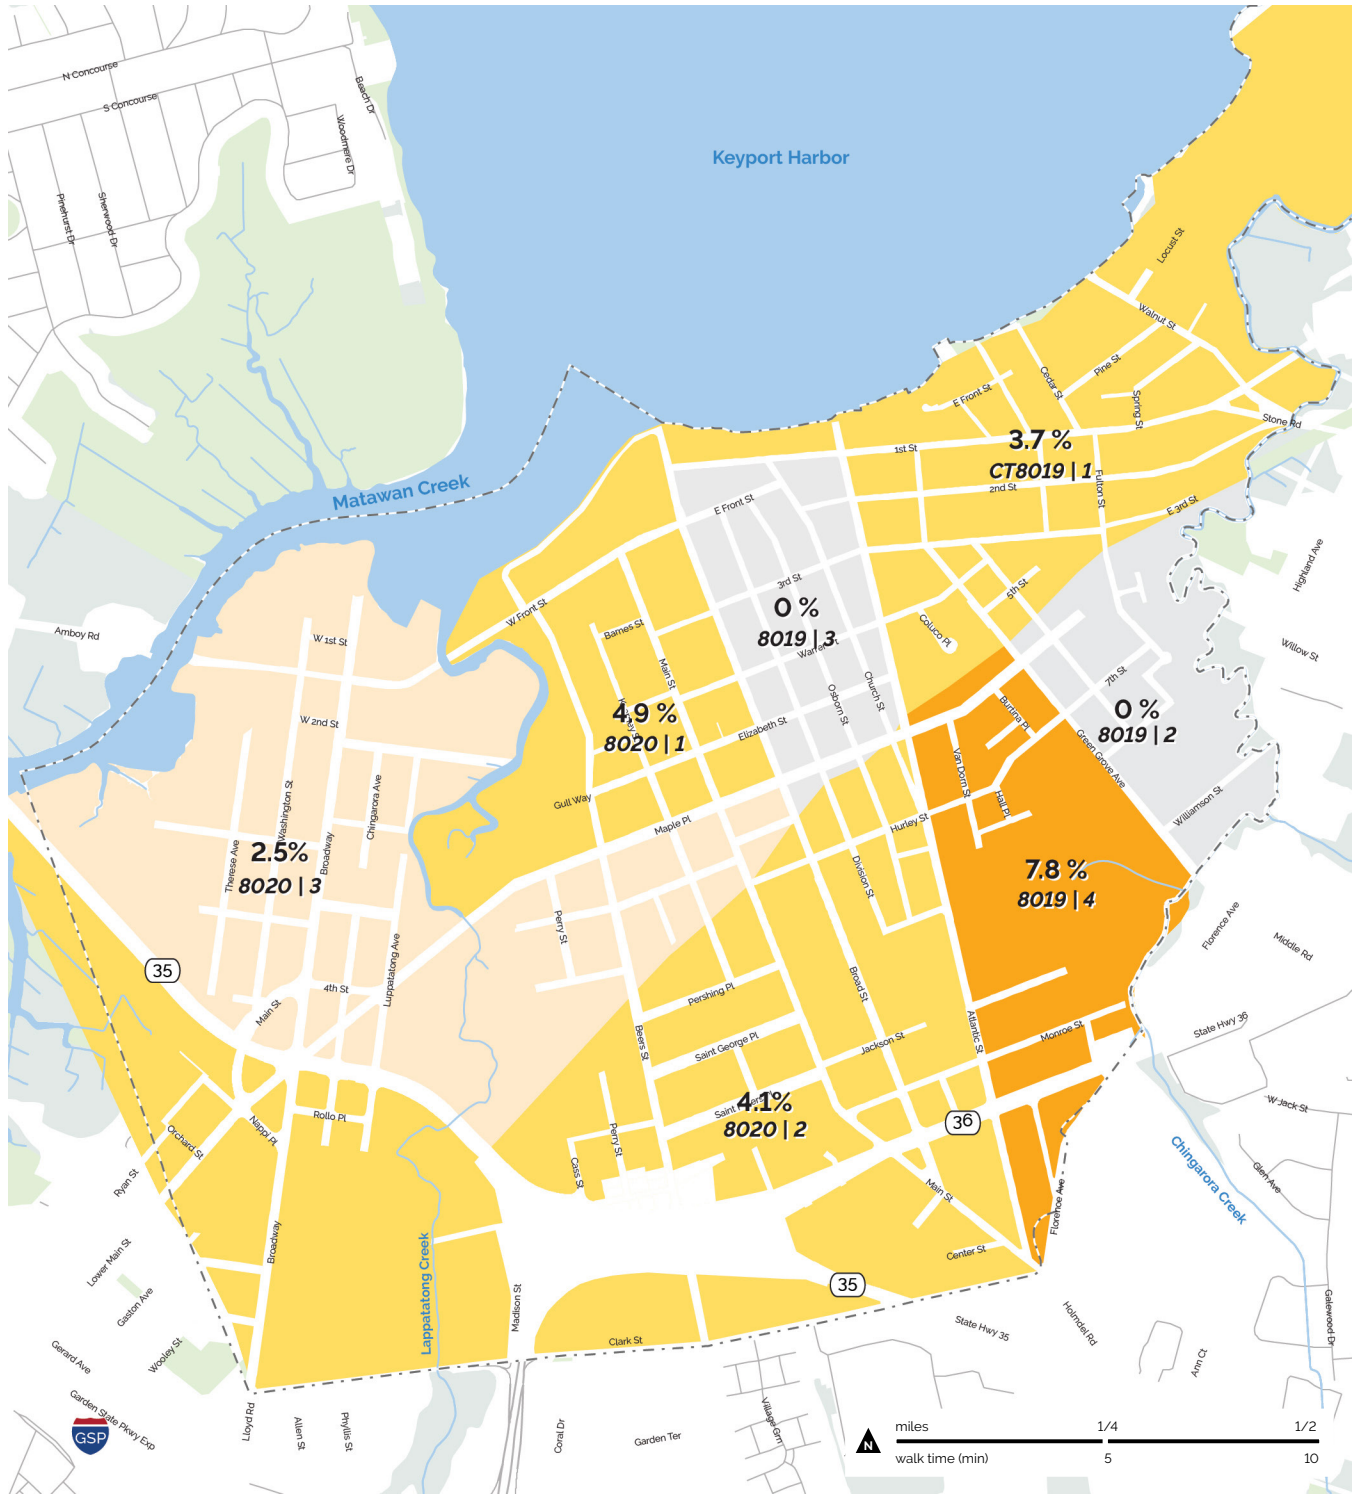 N Concourse
S Concourse
Beach Dr
Woodmere Dr
Pinehurst Dr
Sherwood Dr
Keyport Harbor
Locust St
Walnut St
Pine St
Cedar St
Spring St
E Front St
Stone Rd
3.7 %
CT8019 | 1
1st St
2nd St
Fulton St
E 3rd St
Matawan Creek
E Front St
3rd St
0 %
8019 | 3
Osborn St
Church St
Coluco Pl
5th St
Highland Ave
Willow St
Amboy Rd
W 1st St
W 2nd St
W Front St
Barnes St
Main St
4.9 %
8020 | 1
Elizabeth St
Gull Way
Maple Pl
7th St
0 %
8019 | 2
Burtina Pl
Green Grove Ave
Van Dorn St
Hall Pl
Williamson St
Hurley St
Division St
7.8 %
8019 | 4
Therese Ave
Washington St
Broadway
Chingarora Ave
2.5%
8020 | 3
Perry St
Luppatatong Ave
4th St
Main St
35
Pershing Pl
Broad St
Beers St
Saint George Pl
Jackson St
Atlantic St
Monroe St
Florence Ave
Middle Rd
State Hwy 36
W Jack St
4.1%
8020 | 2
36
Perry St
Cass St
Rollo Pl
Nappi Pl
Orchard St
Ryan St
Lower Main St
Gaston Ave
Gerard Ave
Wooley St
Broadway
Lappatatong Creek
Madison St
Clark St
Main St
Center St
Florence Ave
35
Chingarora Creek
Glen Ave
Galewood Dr
State Hwy 35
Holmdel Rd
Ann Ct
Garden State Pkwy Exp
GSP
Lloyd Rd
Allen St
Phyllis St
Coral Dr
Garden Ter
Village Grn
N
miles 1/4 1/2
walk time (min) 5 10